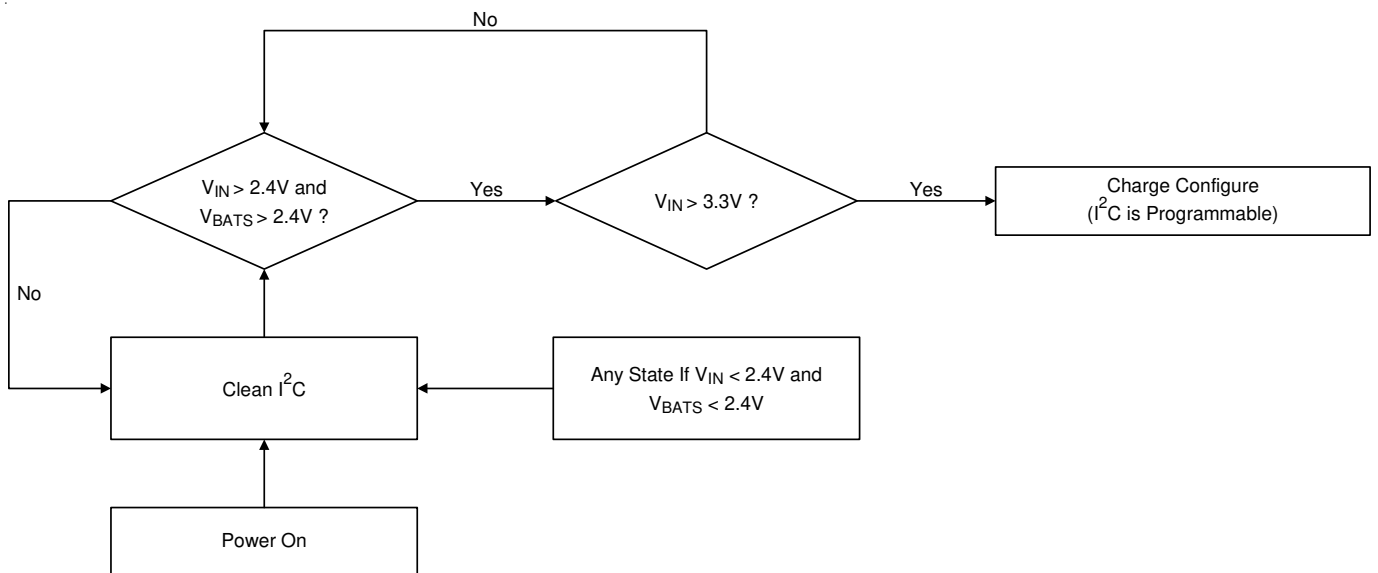 No
V_IN > 2.4V and
V_BATS > 2.4V ?
Yes
V_IN > 3.3V ?
Yes
Charge Configure
(I²C is Programmable)
No
Clean I²C
Any State If V_IN < 2.4V and
V_BATS < 2.4V
Power On